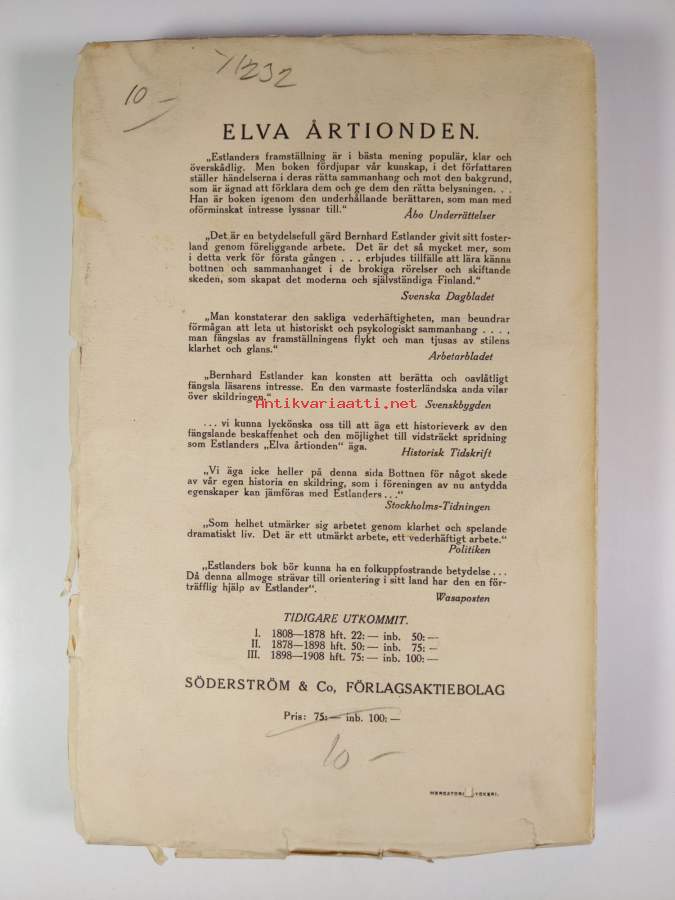 71232
10 –
ELVA ÅRTIONDEN.
„Estlanders framställning är i bästa mening populär, klar och
överskådlig. Men boken fördjupar vår kunskap, i det författaren
ställer händelserna i deras rätta sammanhang och mot den bakgrund,
som är ägnad att förklara dem och ge dem den rätta belysningen. . .
Han är boken igenom den underhållande berättaren, som man med
oförminskat intresse lyssnar till.“
Åbo Underrättelser
„Det är en betydelsefull gärd Bernhard Estlander givit sitt foster-
land genom föreliggande arbete. Det är det så mycket mer, som
i detta verk för första gången . . . erbjudes tillfälle att lära känna
bottnen och sammanhanget i de brokiga rörelser och skiftande
skeden, som skapat det moderna och självständiga Finland.“
Svenska Dagbladet
„Man konstaterar den sakliga vederhäftigheten, man beundrar
förmågan att leta ut historiskt och psykologiskt sammanhang . . . .,
man fängslas av framställningens flykt och man tjusas av stilens
klarhet och glans.“
Arbetarbladet
„Bernhard Estlander kan konsten att berätta och oavlåtligt
fängsla läsarens intresse. En den varmaste fosterländska anda vilar
över skildringen.“
Antikvariaatti.net
Svenskbygden
. . . vi kunna lyckönska oss till att äga ett historieverk av den
fängslande beskaffenhet och den möjlighet till vidsträckt spridning
som Estlanders „Elva årtionden“ äga.
Historisk Tidskrift
„Vi äga icke heller på denna sida Bottnen för något skede
av vår egen historia en skildring, som i föreningen av nu antydda
egenskaper kan jämföras med Estlanders . . .“
Stockholms-Tidningen
„Som helhet utmärker sig arbetet genom klarhet och spelande
dramatiskt liv. Det är ett utmärkt arbete, ett vederhäftigt arbete.“
Politiken
„Estlanders bok bör kunna ha en folkuppfostrande betydelse . . .
Då denna allmoge strävar till orientering i sitt land har den en för-
träfflig hjälp av Estlander“.
Wasaposten
TIDIGARE UTKOMMIT.
I. 1808—1878 hft. 22: — inb. 50: —
II. 1878—1898 hft. 50: — inb. 75: —
III. 1898—1908 hft. 75: — inb. 100: —
SÖDERSTRÖM & Co, FÖRLAGSAKTIEBOLAG
Pris: 75: — inb. 100: —
10 –